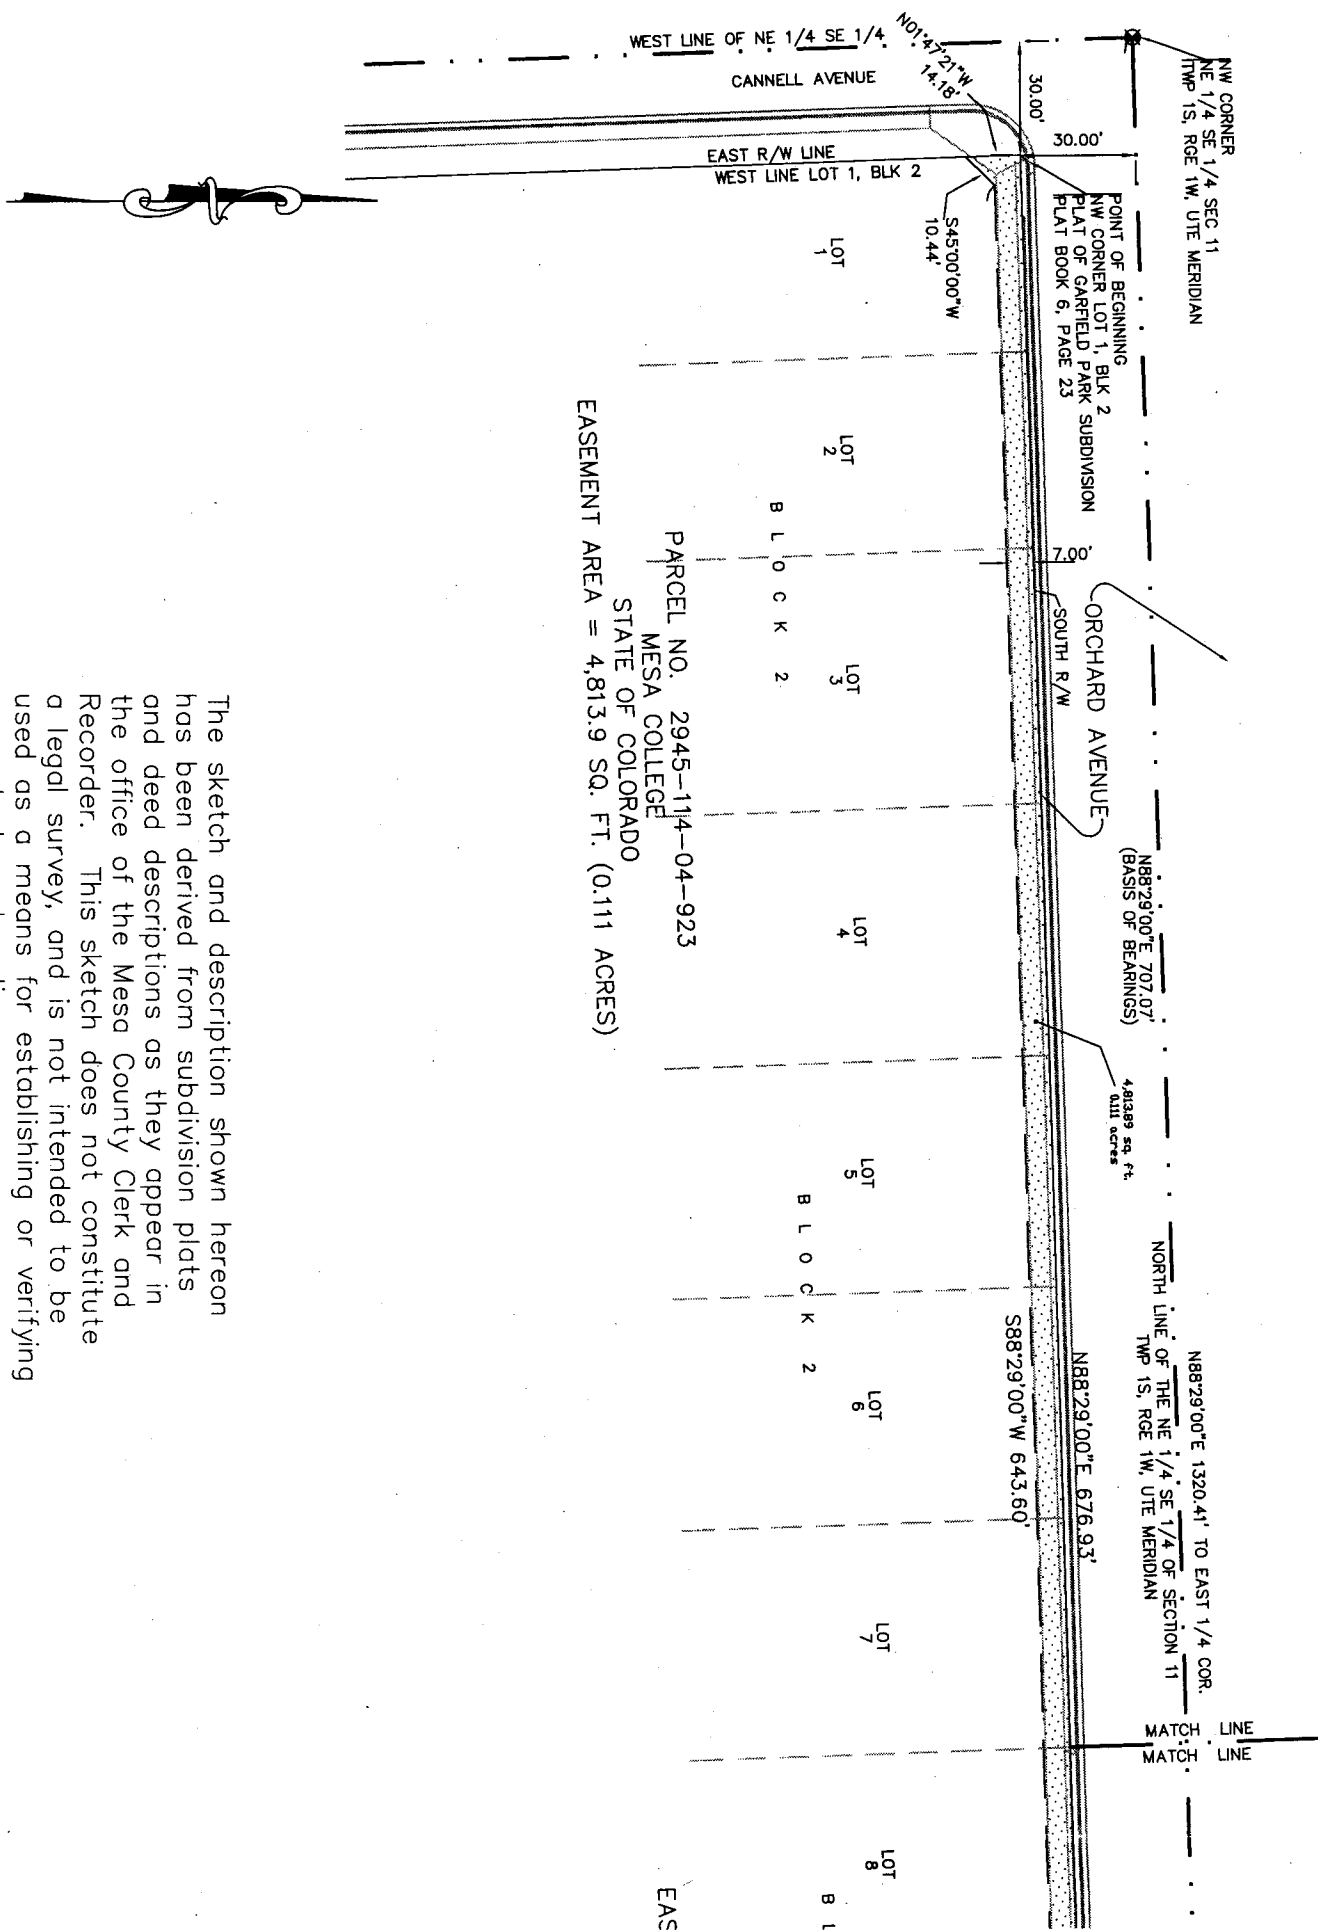 NW CORNER
NE 1/4 SE 1/4 SEC 11
TWP 1S, RGE 1W, UTE MERIDIAN
WEST LINE OF NE 1/4 SE 1/4
CANNELL AVENUE
N01°47'21"W
14.18'
30.00'
30.00'
EAST R/W LINE
WEST LINE LOT 1, BLK 2
POINT OF BEGINNING
NW CORNER LOT 1, BLK 2
PLAT OF GARFIELD PARK SUBDIVISION
PLAT BOOK 6, PAGE 23
S45°00'00"W
10.44'
LOT
1
LOT
2
BLOCK 2
7.00'
SOUTH R/W
ORCHARD AVENUE
LOT
3
PARCEL NO. 2945-114-04-923
MESA COLLEGE
STATE OF COLORADO
EASEMENT AREA = 4,813.9 SQ. FT. (0.111 ACRES)
N88°29'00"E 707.07'
(BASIS OF BEARINGS)
LOT
4
4,813.89 sq. ft.
0.111 acres
LOT
5
BLOCK 2
N88°29'00"E 1320.41' TO EAST 1/4 COR.
NORTH LINE OF THE NE 1/4 SE 1/4 OF SECTION 11
TWP 1S, RGE 1W, UTE MERIDIAN
N88°29'00"E 676.93'
S88°29'00"W 643.60'
LOT
6
LOT
7
MATCH LINE
MATCH LINE
LOT
8
B L
EAS
The sketch and description shown hereon
has been derived from subdivision plats
and deed descriptions as they appear in
the office of the Mesa County Clerk and
Recorder. This sketch does not constitute
a legal survey, and is not intended to be
used as a means for establishing or verifying